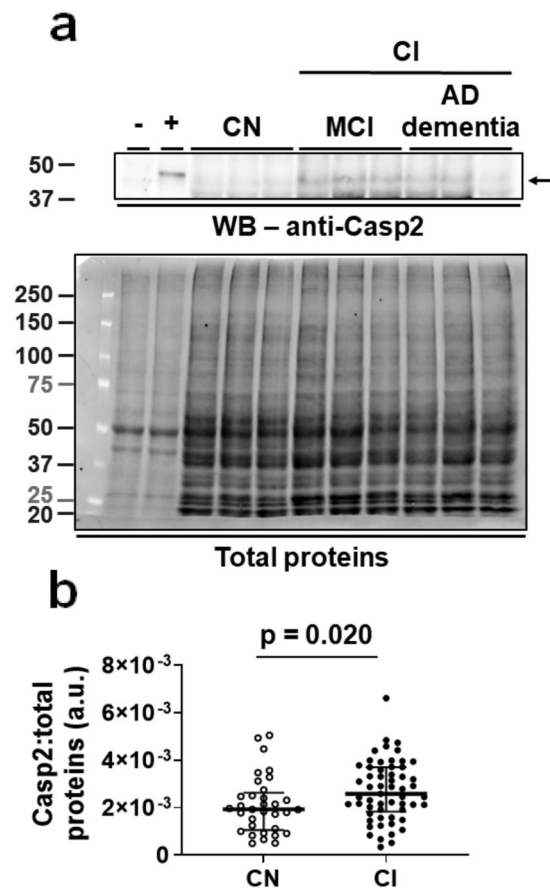 a
CI
AD
- + CN MCI dementia
50
37
WB – anti-Casp2
250
150
100
75
50
37
25
20
Total proteins
b
p = 0.020
Casp2:total
proteins (a.u.)
8×10⁻³
6×10⁻³
4×10⁻³
2×10⁻³
0
CN CI